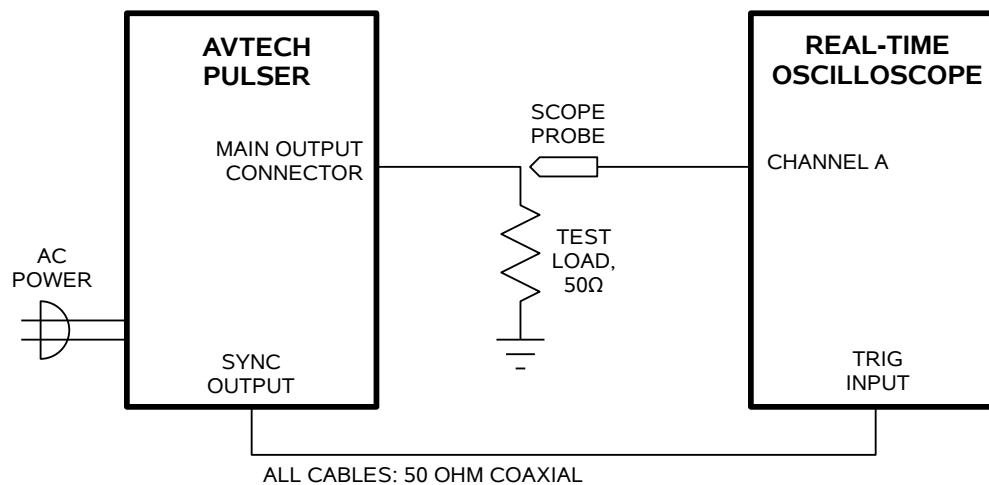 AVTECH
PULSER
MAIN OUTPUT
CONNECTOR
AC
POWER
SYNC
OUTPUT
SCOPE
PROBE
TEST
LOAD,
50Ω
REAL-TIME
OSCILLOSCOPE
CHANNEL A
TRIG
INPUT
ALL CABLES: 50 OHM COAXIAL